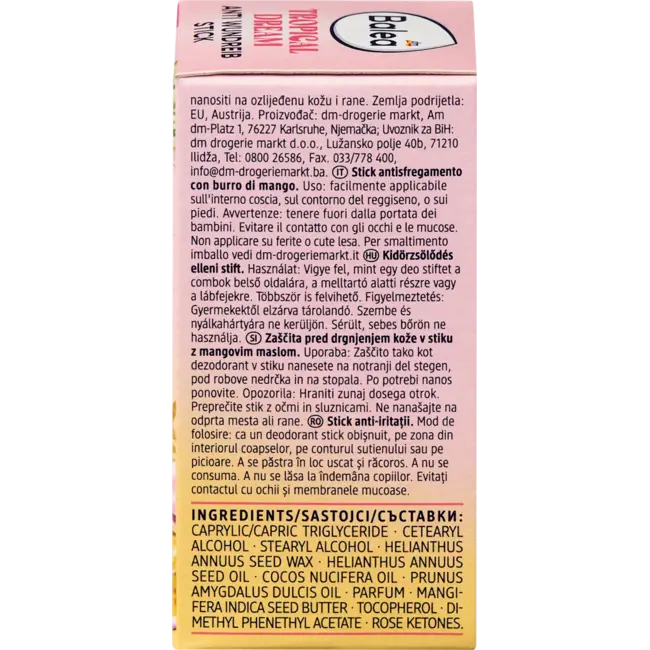 TROPICAL
DREAM
ANTI WUNDREIB
STICK
Balea
nanositi na ozlijeđenu kožu i rane. Zemlja podrijetla:
EU, Austrija. Proizvođač: dm-drogerie markt, Am
dm-Platz 1, 76227 Karlsruhe, Njemačka; Uvoznik za BiH:
dm drogerie markt d.o.o., Lužansko polje 40b, 71210
Ilidža, Tel: 0800 26586, Fax. 033/778 400,
info@dm-drogeriemarkt.ba. IT Stick antisfregamento
con burro di mango. Uso: facilmente applicabile
sull'interno coscia, sul contorno del reggiseno, o sui
piedi. Avvertenze: tenere fuori dalla portata dei
bambini. Evitare il contatto con gli occhi e le mucose.
Non applicare su ferite o cute lesa. Per smaltimento
imballo vedi dm-drogeriemarkt.it HU Kidörzsölődés
elleni stift. Használat: Vigye fel, mint egy deo stiftet a
combok belső oldalára, a melltartó alatti részre vagy
a lábfejekre. Többször is felvihető. Figyelmeztetés:
Gyermekektől elzárva tárolandó. Szembe és
nyálkahártyára ne kerüljön. Sérült, sebes bőrön ne
használja. SI Zaščita pred drgnjenjem kože v stiku
z mangovim maslom. Uporaba: Zaščito tako kot
dezodorant v stiku nanesete na notranji del stegen,
pod robove nedrčka in na stopala. Po potrebi nanos
ponovite. Opozorila: Hraniti zunaj dosega otrok.
Preprečite stik z očmi in sluznicami. Ne nanašajte na
odprta mesta ali rane. RO Stick anti-iritații. Mod de
folosire: ca un deodorant stick obișnuit, pe zona din
interiorul coapselor, pe conturul sutienului sau pe
picioare. A se păstra în loc uscat și răcoros. A nu se
consuma. A nu se lăsa la îndemâna copiilor. Evitați
contactul cu ochii și membranele mucoase.
INGREDIENTS/SASTOJCI/СЪСТАВКИ:
CAPRYLIC/CAPRIC TRIGLYCERIDE · CETEARYL
ALCOHOL · STEARYL ALCOHOL · HELIANTHUS
ANNUUS SEED WAX · HELIANTHUS ANNUUS
SEED OIL · COCOS NUCIFERA OIL · PRUNUS
AMYGDALUS DULCIS OIL · PARFUM · MANGI-
FERA INDICA SEED BUTTER · TOCOPHEROL · DI-
METHYL PHENETHYL ACETATE · ROSE KETONES.